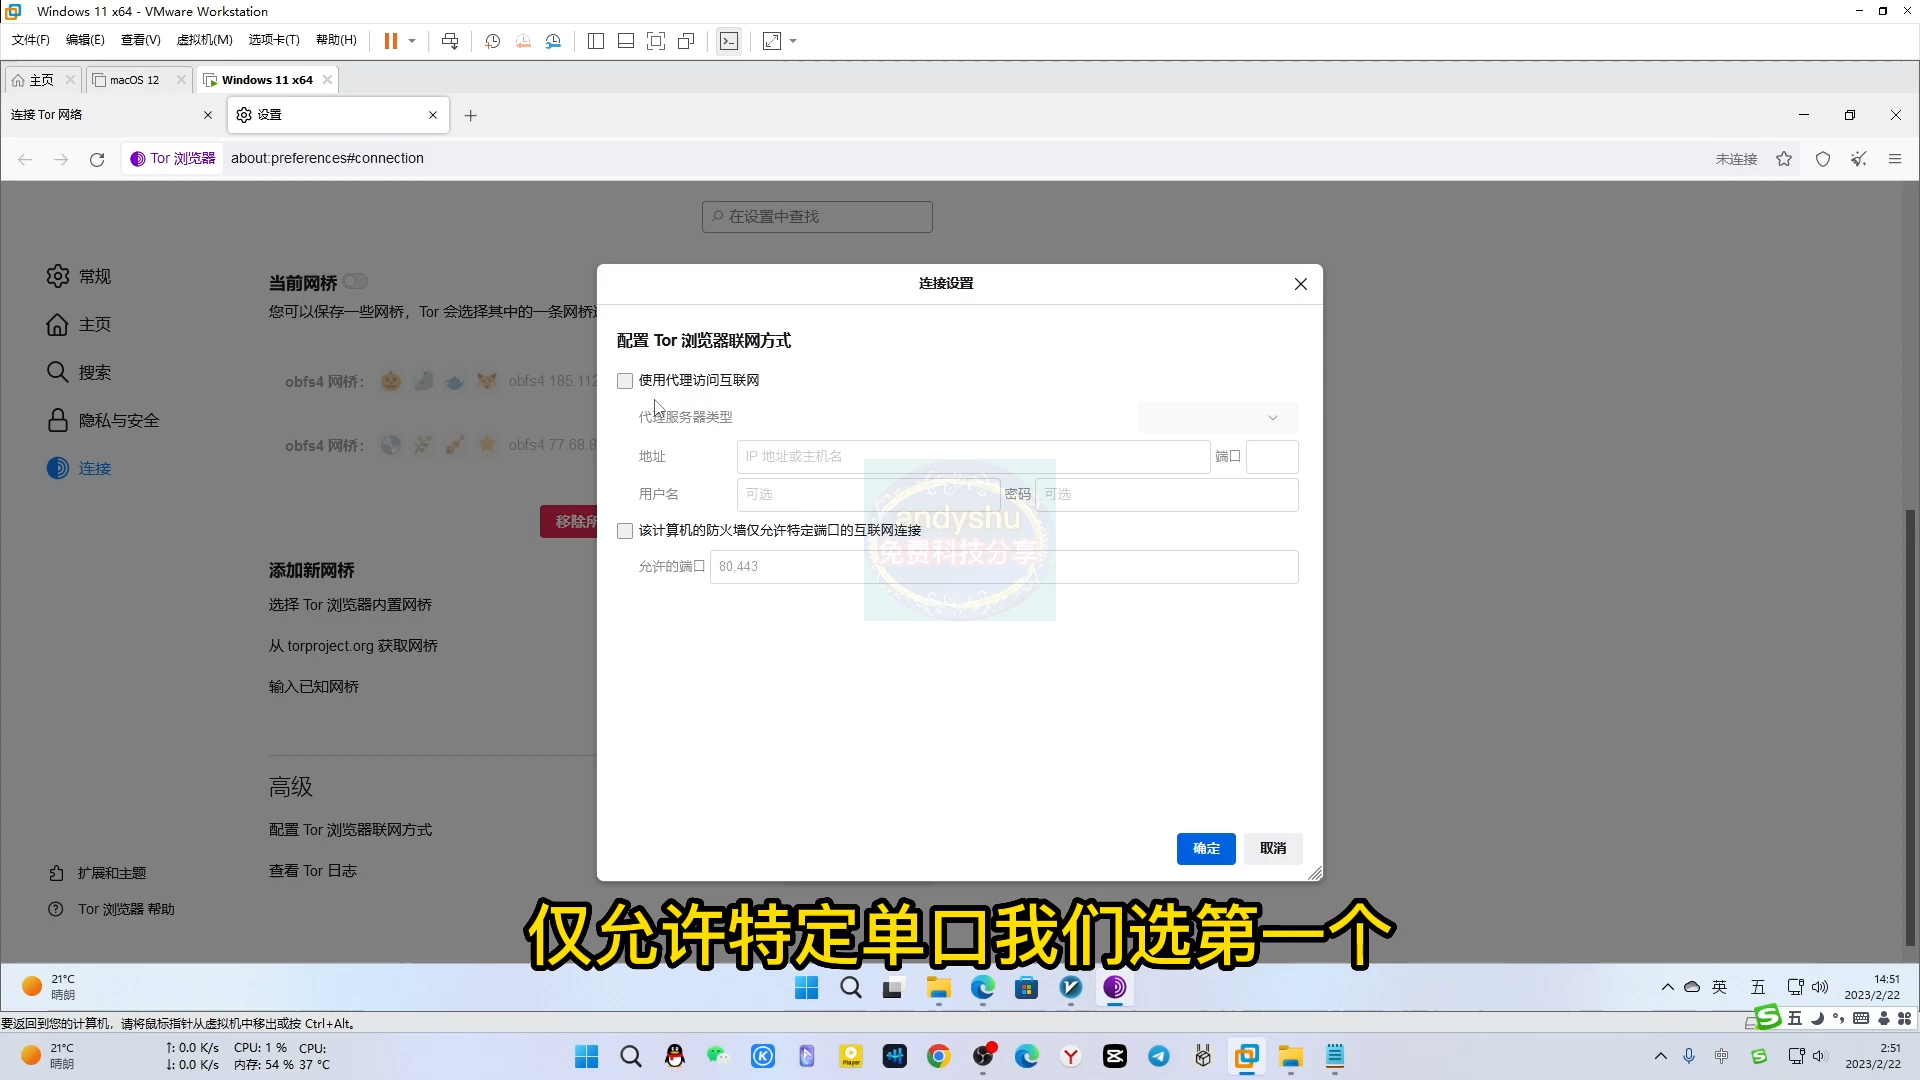 Windows 11 x64 - VMware Workstation
文件(F) 编辑(E) 查看(V) 虚拟机(M) 选项卡(T) 帮助(H)
主页 macOS 12 Windows 11 x64
连接 Tor 网络 设置
Tor 浏览器 about:preferences#connection 未连接
在设置中查找
常规
主页
搜索
隐私与安全
连接
扩展和主题
Tor 浏览器 帮助
当前网桥
您可以保存一些网桥，Tor 会选择其中的一条网桥
obfs4 网桥： obfs4 185.112
obfs4 网桥： obfs4 77.68.8
移除所
添加新网桥
选择 Tor 浏览器内置网桥
从 torproject.org 获取网桥
输入已知网桥
高级
配置 Tor 浏览器联网方式
查看 Tor 日志
连接设置
配置 Tor 浏览器联网方式
使用代理访问互联网
代理服务器类型
地址 IP 地址或主机名 端口
用户名 可选 密码 可选
该计算机的防火墙仅允许特定端口的互联网连接
允许的端口 80,443
andyshu
免费科技分享
确定 取消
仅允许特定单口我们选第一个
21°C
晴朗
英 五
14:51
2023/2/22
要返回到您的计算机，请将鼠标指针从虚拟机中移出或按 Ctrl+Alt。
五
21°C
晴朗
↑: 0.0 K/s CPU: 1 % CPU:
↓: 0.0 K/s 内存: 54 % 37 °C
中
2:51
2023/2/22